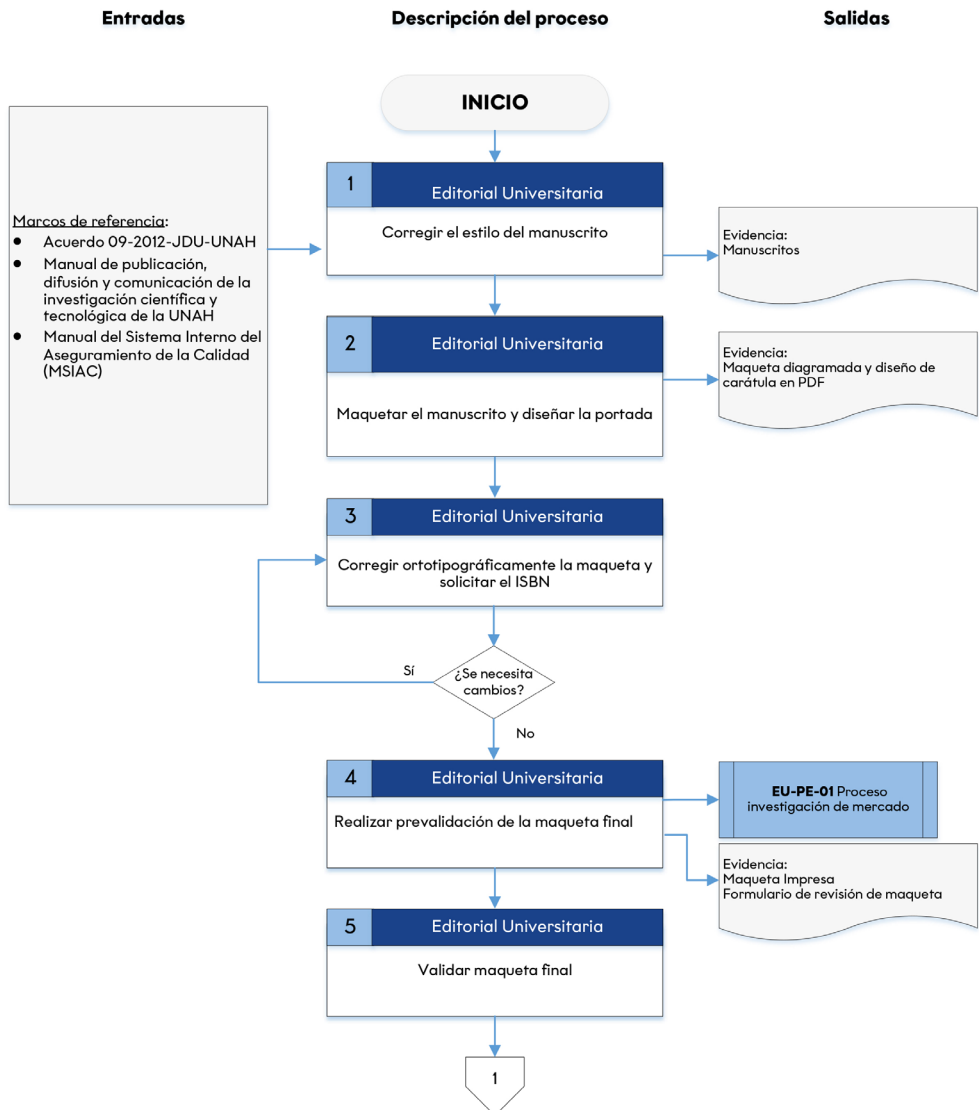 Entradas
Descripción del proceso
Salidas
INICIO
Marcos de referencia:
● Acuerdo 09-2012-JDU-UNAH
● Manual de publicación,
difusión y comunicación de la
investigación científica y
tecnológica de la UNAH
● Manual del Sistema Interno del
Aseguramiento de la Calidad
(MSIAC)
1
Editorial Universitaria
Corregir el estilo del manuscrito
Evidencia:
Manuscritos
2
Editorial Universitaria
Maquetar el manuscrito y diseñar la portada
Evidencia:
Maqueta diagramada y diseño de
carátula en PDF
3
Editorial Universitaria
Corregir ortotipográficamente la maqueta y
solicitar el ISBN
¿Se necesita
cambios?
Sí
No
4
Editorial Universitaria
Realizar prevalidación de la maqueta final
EU-PE-01 Proceso
investigación de mercado
Evidencia:
Maqueta Impresa
Formulario de revisión de maqueta
5
Editorial Universitaria
Validar maqueta final
1